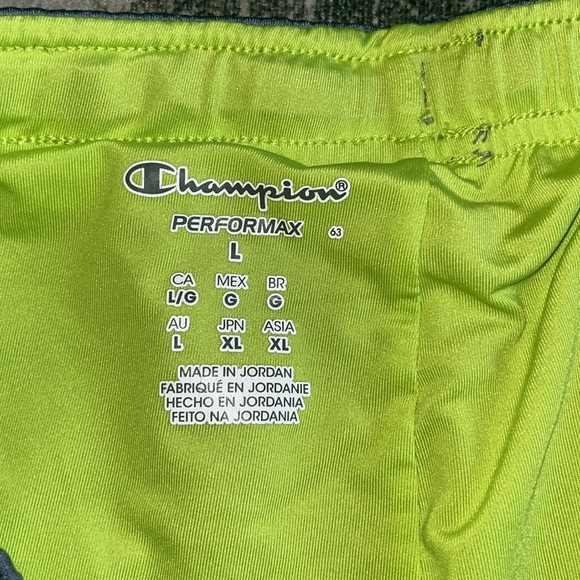 Champion®
PERFORMAX 63
L
CA MEX BR
L/G G G
AU JPN ASIA
L XL XL
MADE IN JORDAN
FABRIQUÉ EN JORDANIE
HECHO EN JORDANIA
FEITO NA JORDANIA